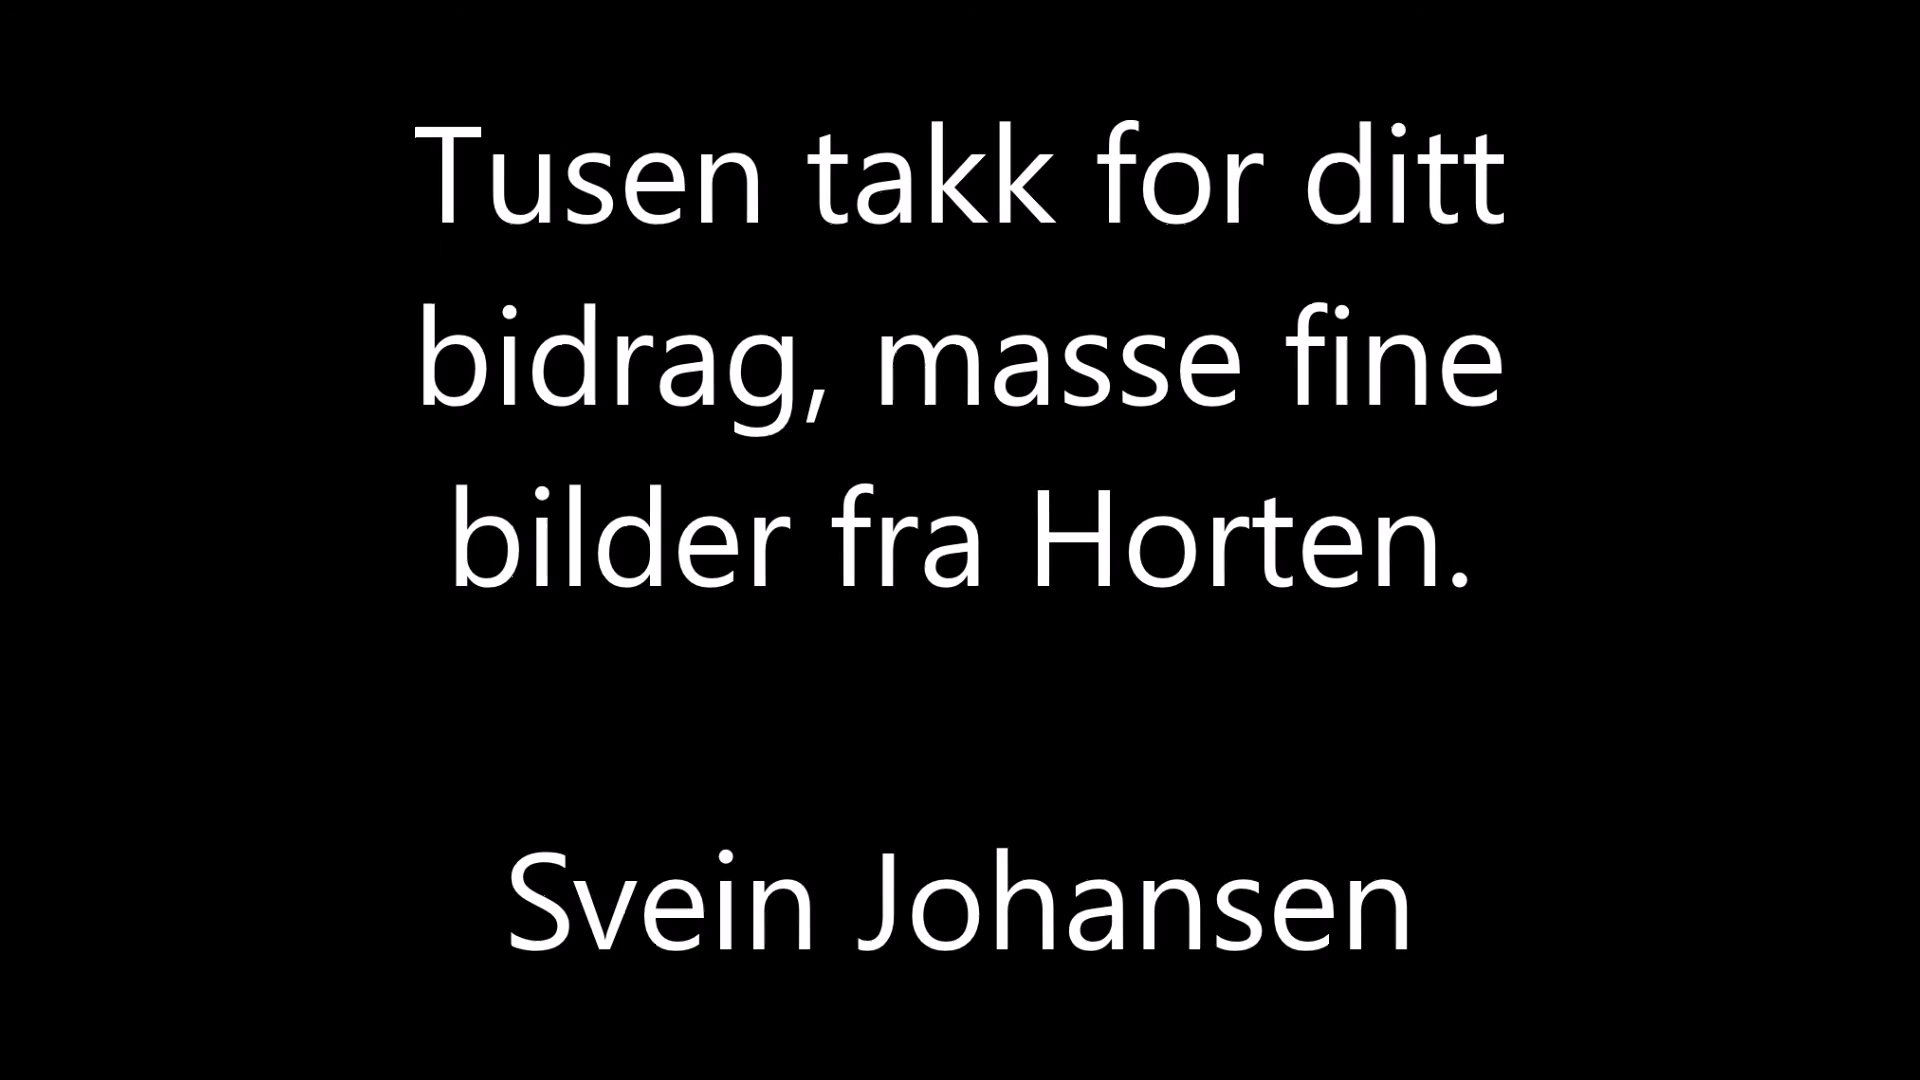 Tusen takk for ditt
bidrag, masse fine
bilder fra Horten.
Svein Johansen